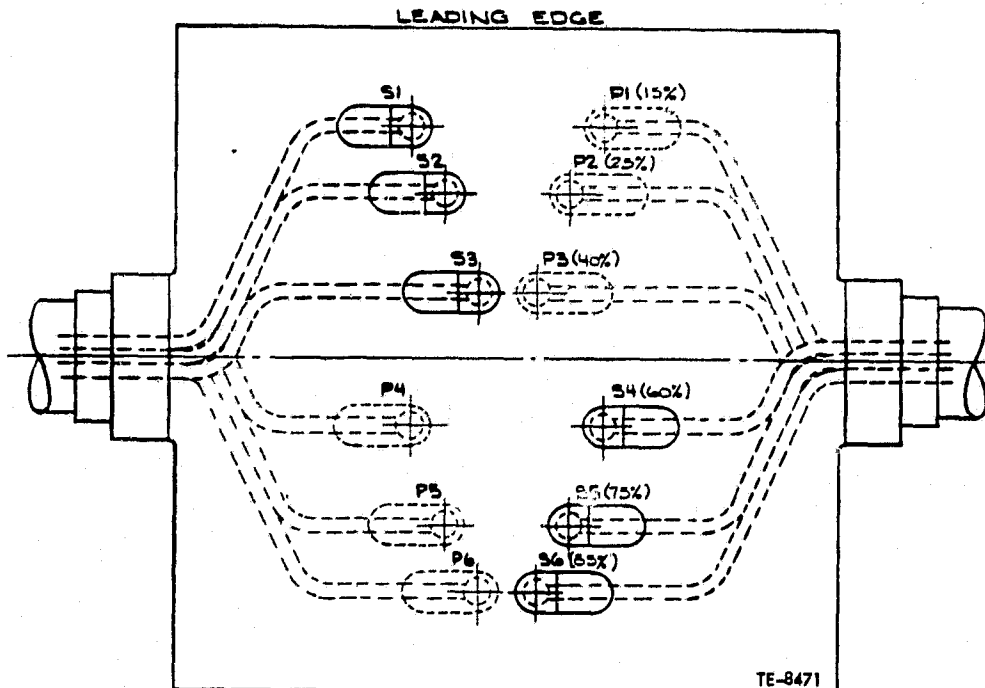 LEADING EDGE
S1 P1 (15%)
S2 P2 (25%)
S3 P3 (40%)
P4 S4 (60%)
P5 S5 (75%)
P6 S6 (85%)
TE-8471